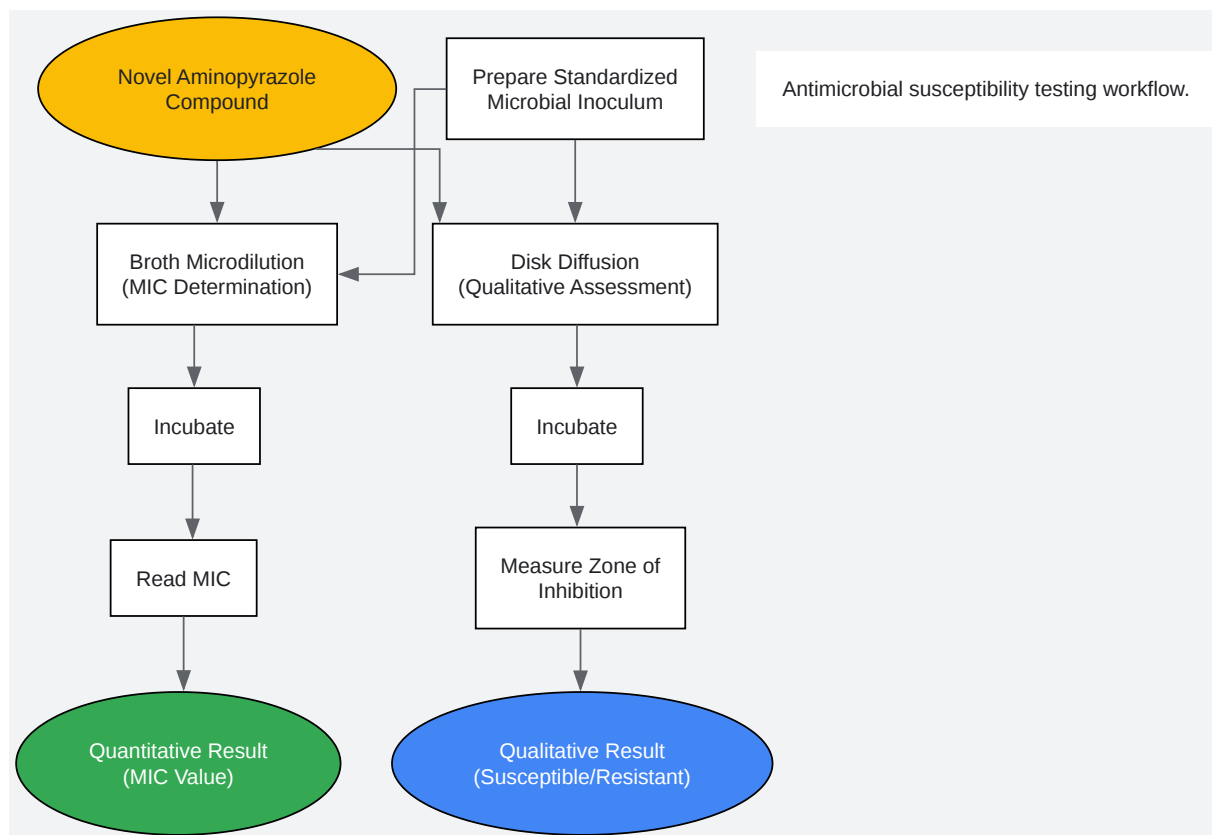 Novel Aminopyrazole
Compound
Prepare Standardized
Microbial Inoculum
Antimicrobial susceptibility testing workflow.
Broth Microdilution
(MIC Determination)
Disk Diffusion
(Qualitative Assessment)
Incubate
Incubate
Read MIC
Measure Zone of
Inhibition
Quantitative Result
(MIC Value)
Qualitative Result
(Susceptible/Resistant)